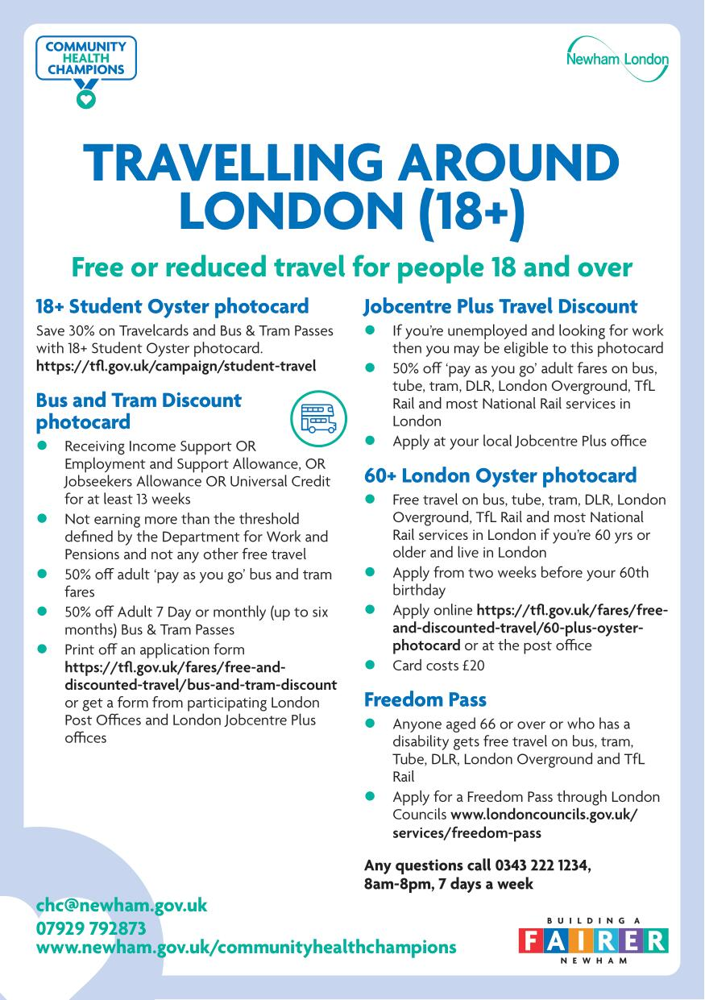 COMMUNITY
HEALTH
CHAMPIONS
Newham London
TRAVELLING AROUND
LONDON (18+)
Free or reduced travel for people 18 and over
18+ Student Oyster photocard
Save 30% on Travelcards and Bus & Tram Passes
with 18+ Student Oyster photocard.
https://tfl.gov.uk/campaign/student-travel
Bus and Tram Discount
photocard
● Receiving Income Support OR
Employment and Support Allowance, OR
Jobseekers Allowance OR Universal Credit
for at least 13 weeks
● Not earning more than the threshold
defined by the Department for Work and
Pensions and not any other free travel
● 50% off adult ‘pay as you go’ bus and tram
fares
● 50% off Adult 7 Day or monthly (up to six
months) Bus & Tram Passes
● Print off an application form
https://tfl.gov.uk/fares/free-and-
discounted-travel/bus-and-tram-discount
or get a form from participating London
Post Offices and London Jobcentre Plus
offices
Jobcentre Plus Travel Discount
● If you’re unemployed and looking for work
then you may be eligible to this photocard
● 50% off ‘pay as you go’ adult fares on bus,
tube, tram, DLR, London Overground, TfL
Rail and most National Rail services in
London
● Apply at your local Jobcentre Plus office
60+ London Oyster photocard
● Free travel on bus, tube, tram, DLR, London
Overground, TfL Rail and most National
Rail services in London if you’re 60 yrs or
older and live in London
● Apply from two weeks before your 60th
birthday
● Apply online https://tfl.gov.uk/fares/free-
and-discounted-travel/60-plus-oyster-
photocard or at the post office
● Card costs £20
Freedom Pass
● Anyone aged 66 or over or who has a
disability gets free travel on bus, tram,
Tube, DLR, London Overground and TfL
Rail
● Apply for a Freedom Pass through London
Councils www.londoncouncils.gov.uk/
services/freedom-pass
Any questions call 0343 222 1234,
8am-8pm, 7 days a week
chc@newham.gov.uk
07929 792873
www.newham.gov.uk/communityhealthchampions
BUILDING A
FAIRER
NEWHAM